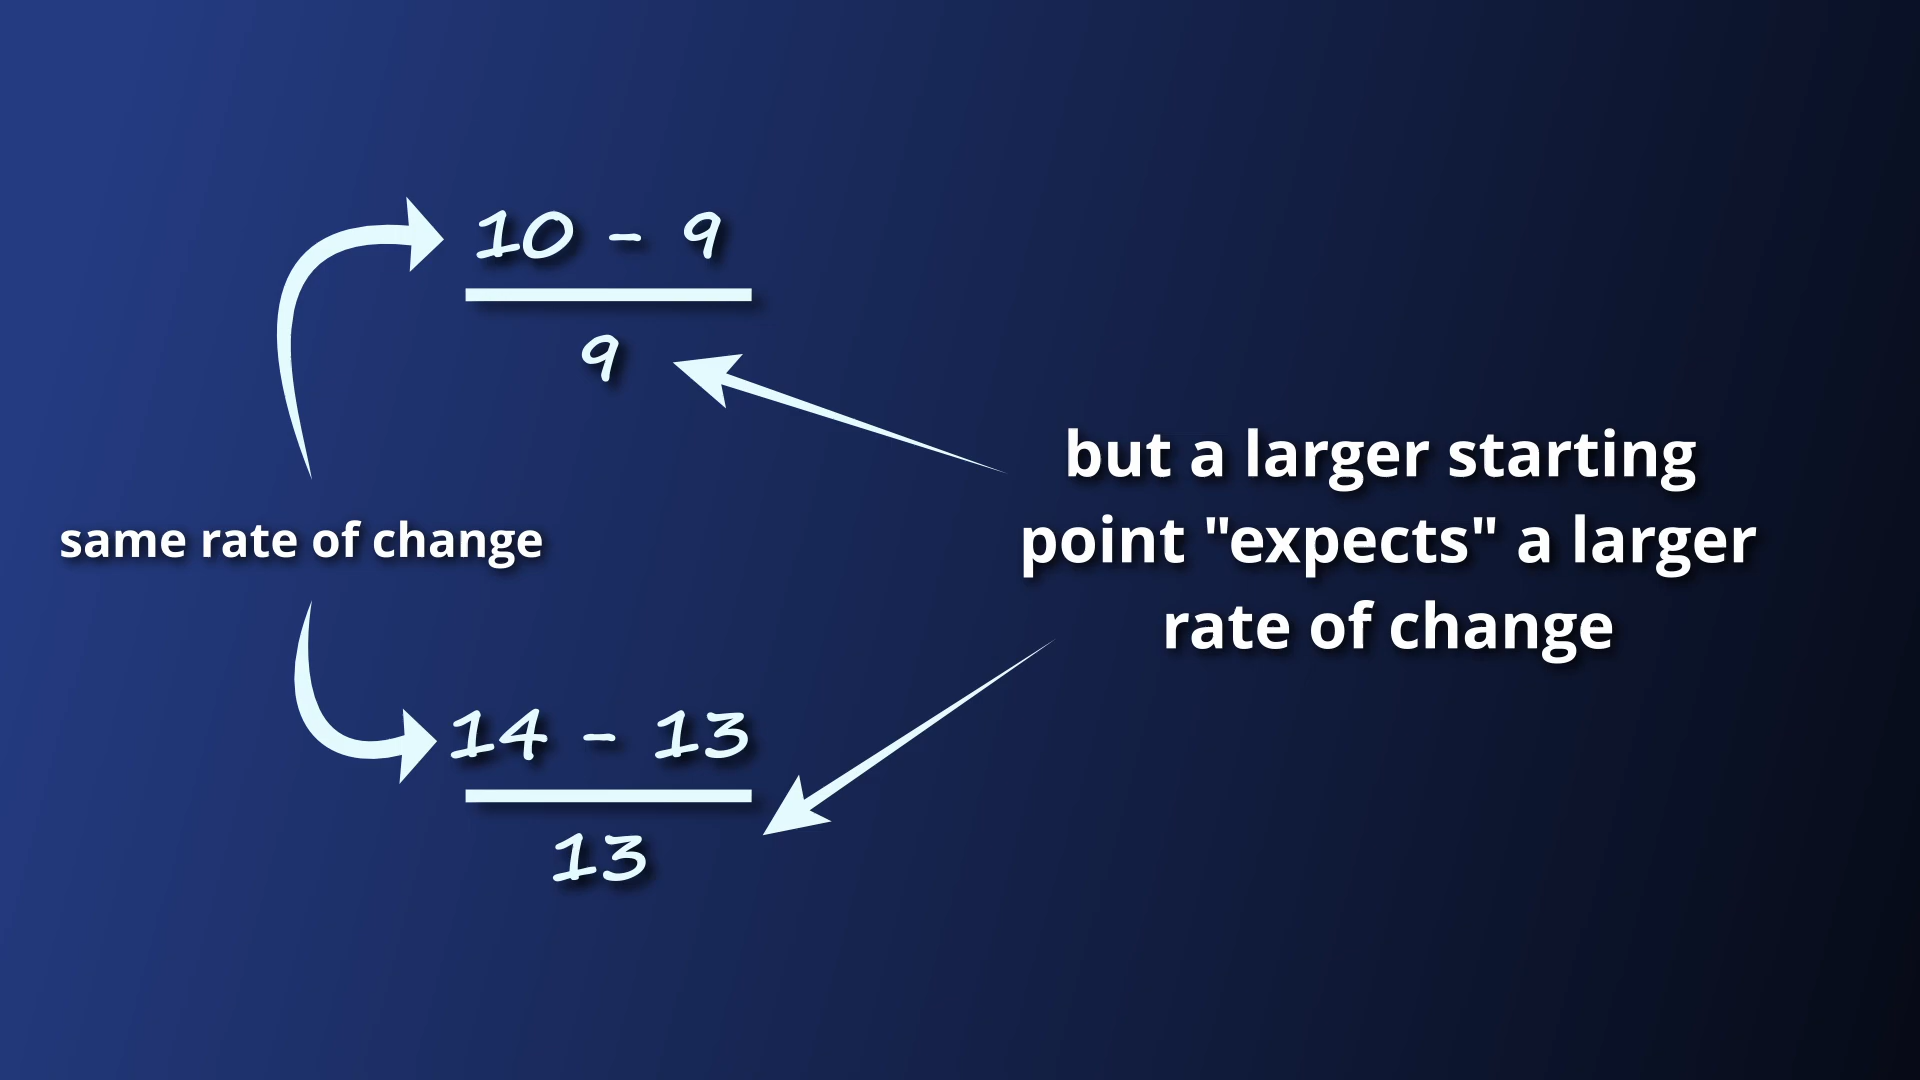 10 - 9
9
same rate of change
14 - 13
13
but a larger starting
point "expects" a larger
rate of change